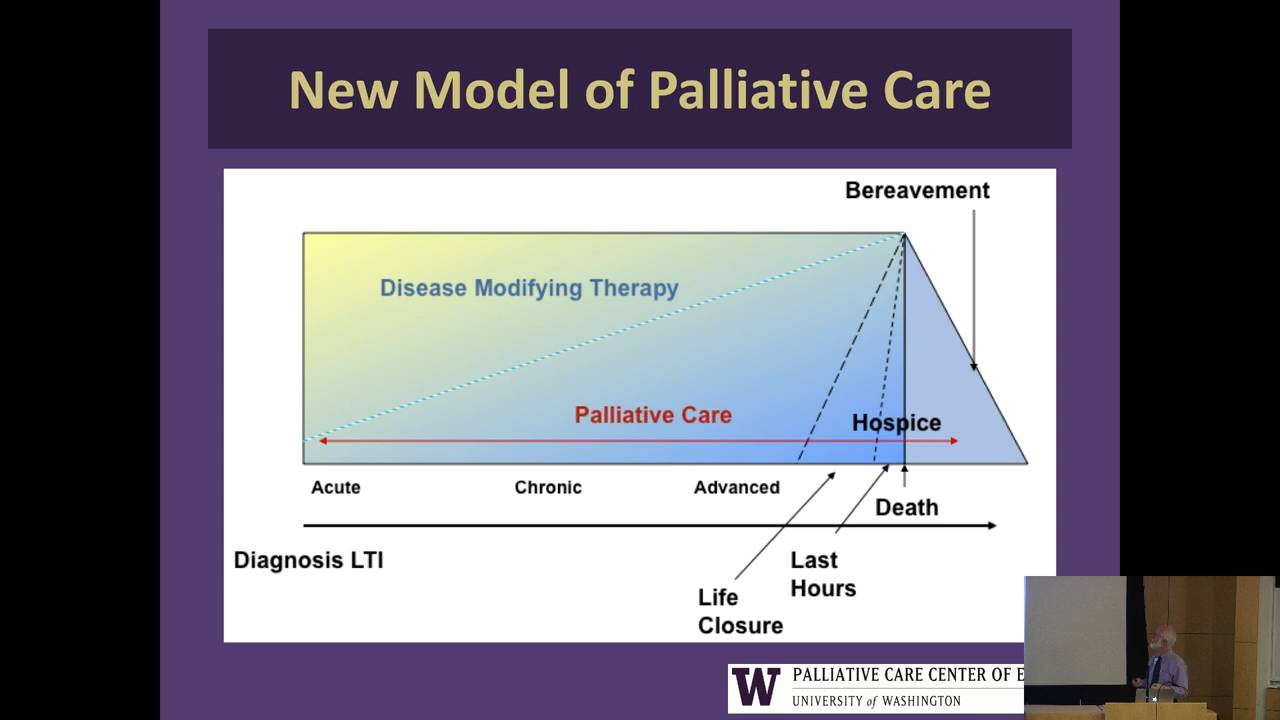 New Model of Palliative Care
Bereavement
Disease Modifying Therapy
Palliative Care
Hospice
Acute
Chronic
Advanced
Death
Diagnosis LTI
Last
Hours
Life
Closure
W
PALLIATIVE CARE CENTER OF
UNIVERSITY of WASHINGTON